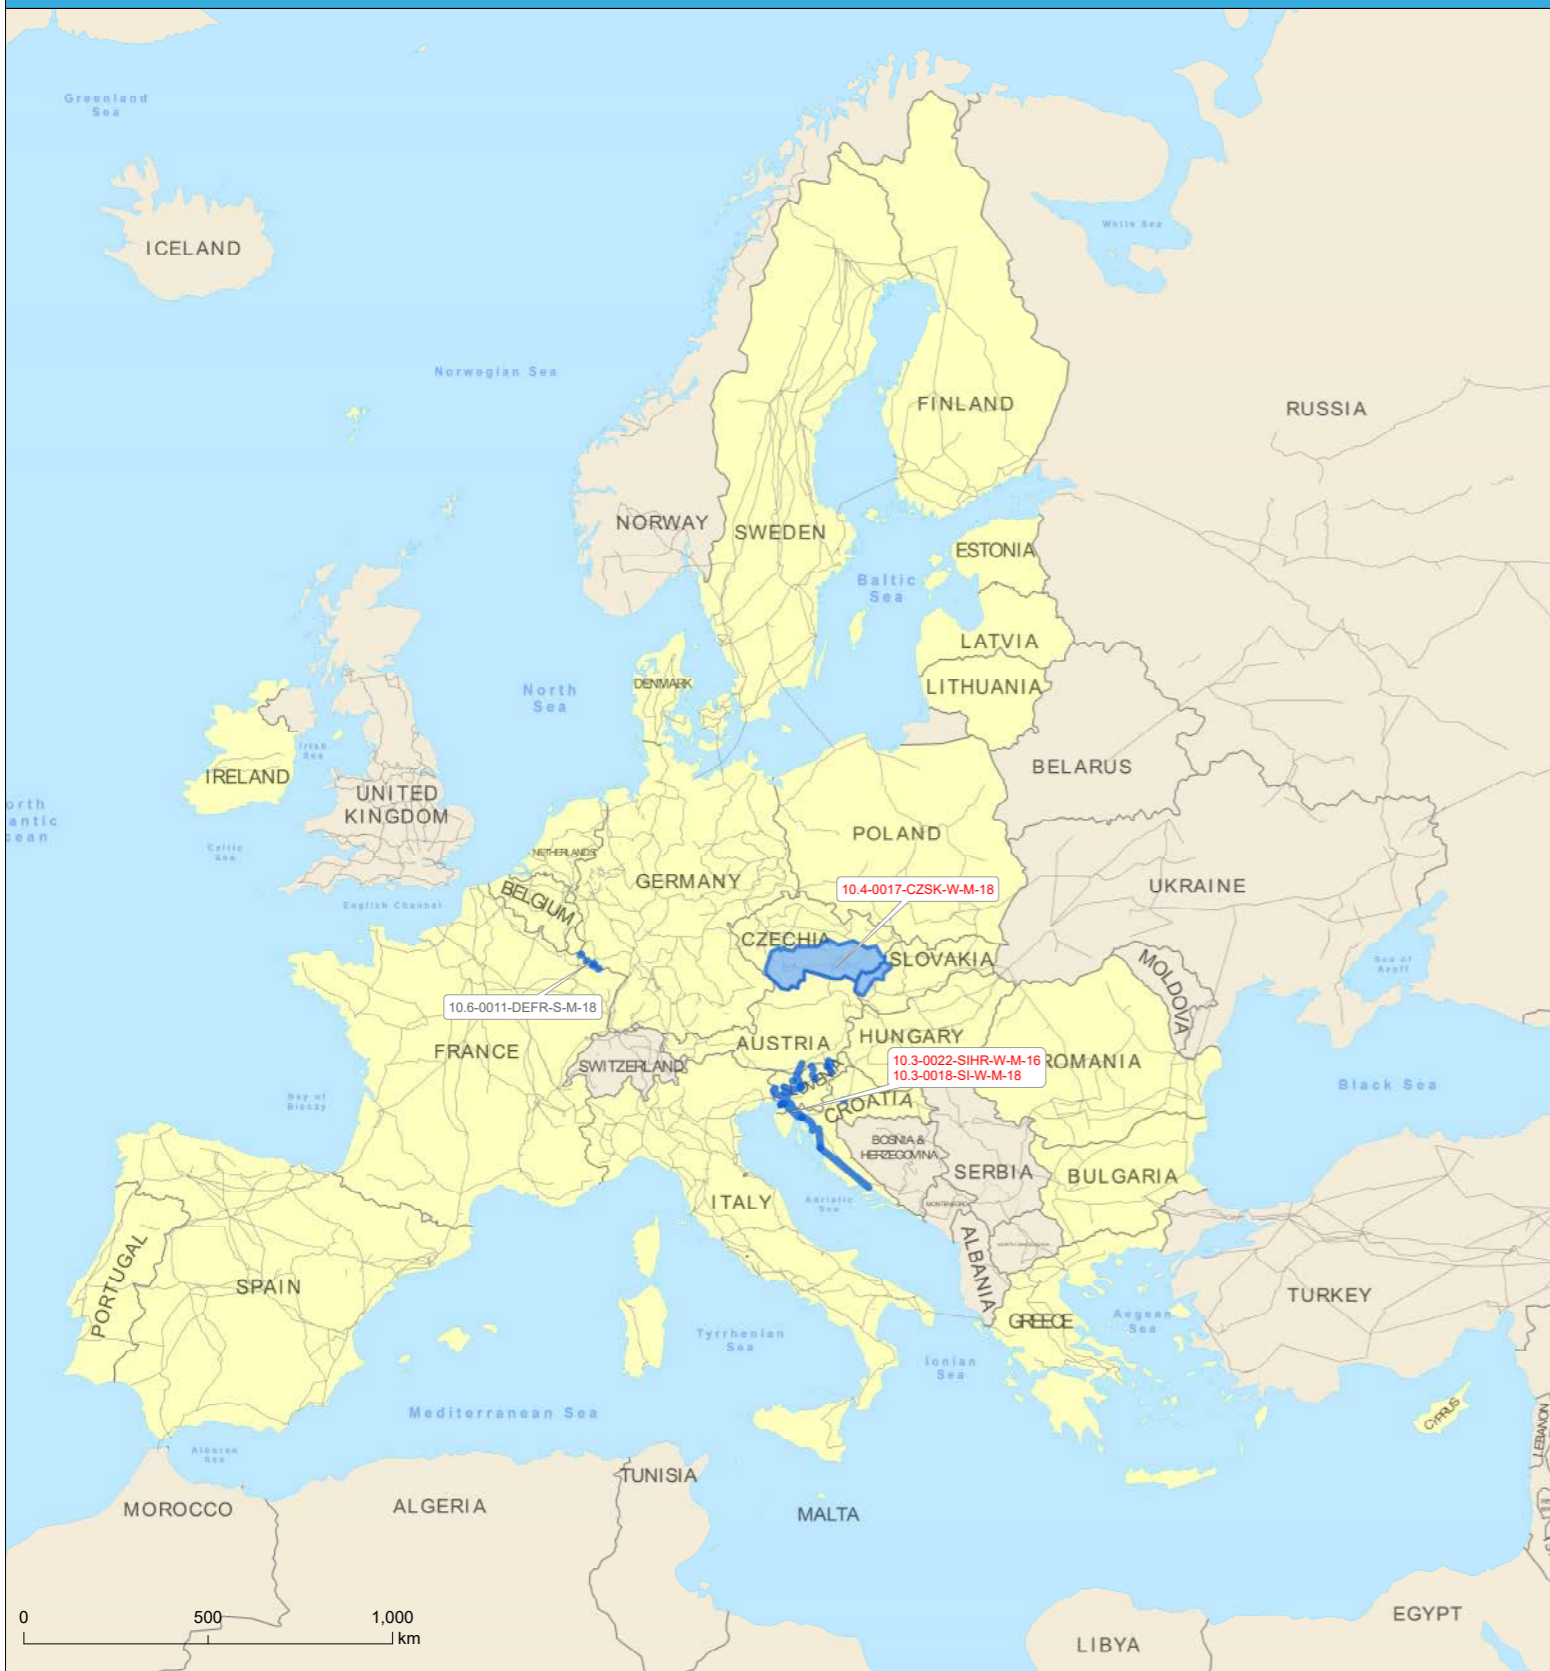 Greenland
Sea
ICELAND
White Sea
Norwegian Sea
FINLAND
RUSSIA
NORWAY
SWEDEN
ESTONIA
Baltic
Sea
LATVIA
LITHUANIA
North
Sea
DENMARK
Irish
Sea
IRELAND
UNITED
KINGDOM
BELARUS
orth
antic
cean
Celtic
Sea
NETHERLANDS
POLAND
GERMANY
BELGIUM
English Channel
10.4-0017-CZSK-W-M-18
UKRAINE
CZECHIA
SLOVAKIA
MOLDOVA
Sea of
Azoff
10.6-0011-DEFR-S-M-18
FRANCE
AUSTRIA
HUNGARY
SWITZERLAND
10.3-0022-SIHR-W-M-16
10.3-0018-SI-W-M-18
ROMANIA
SLOVENIA
CROATIA
Black Sea
Bay of
Biscay
BOSNIA &
HERZEGOVINA
SERBIA
BULGARIA
ITALY
Adriatic
Sea
MONTENEGRO
ALBANIA
PORTUGAL
SPAIN
TURKEY
GREECE
Aegean
Sea
Tyrrhenian
Sea
Ionian
Sea
Mediterranean Sea
CYPRUS
LEBANON
Alboran
Sea
TUNISIA
MOROCCO
ALGERIA
MALTA
0 500 1,000
km
EGYPT
LIBYA